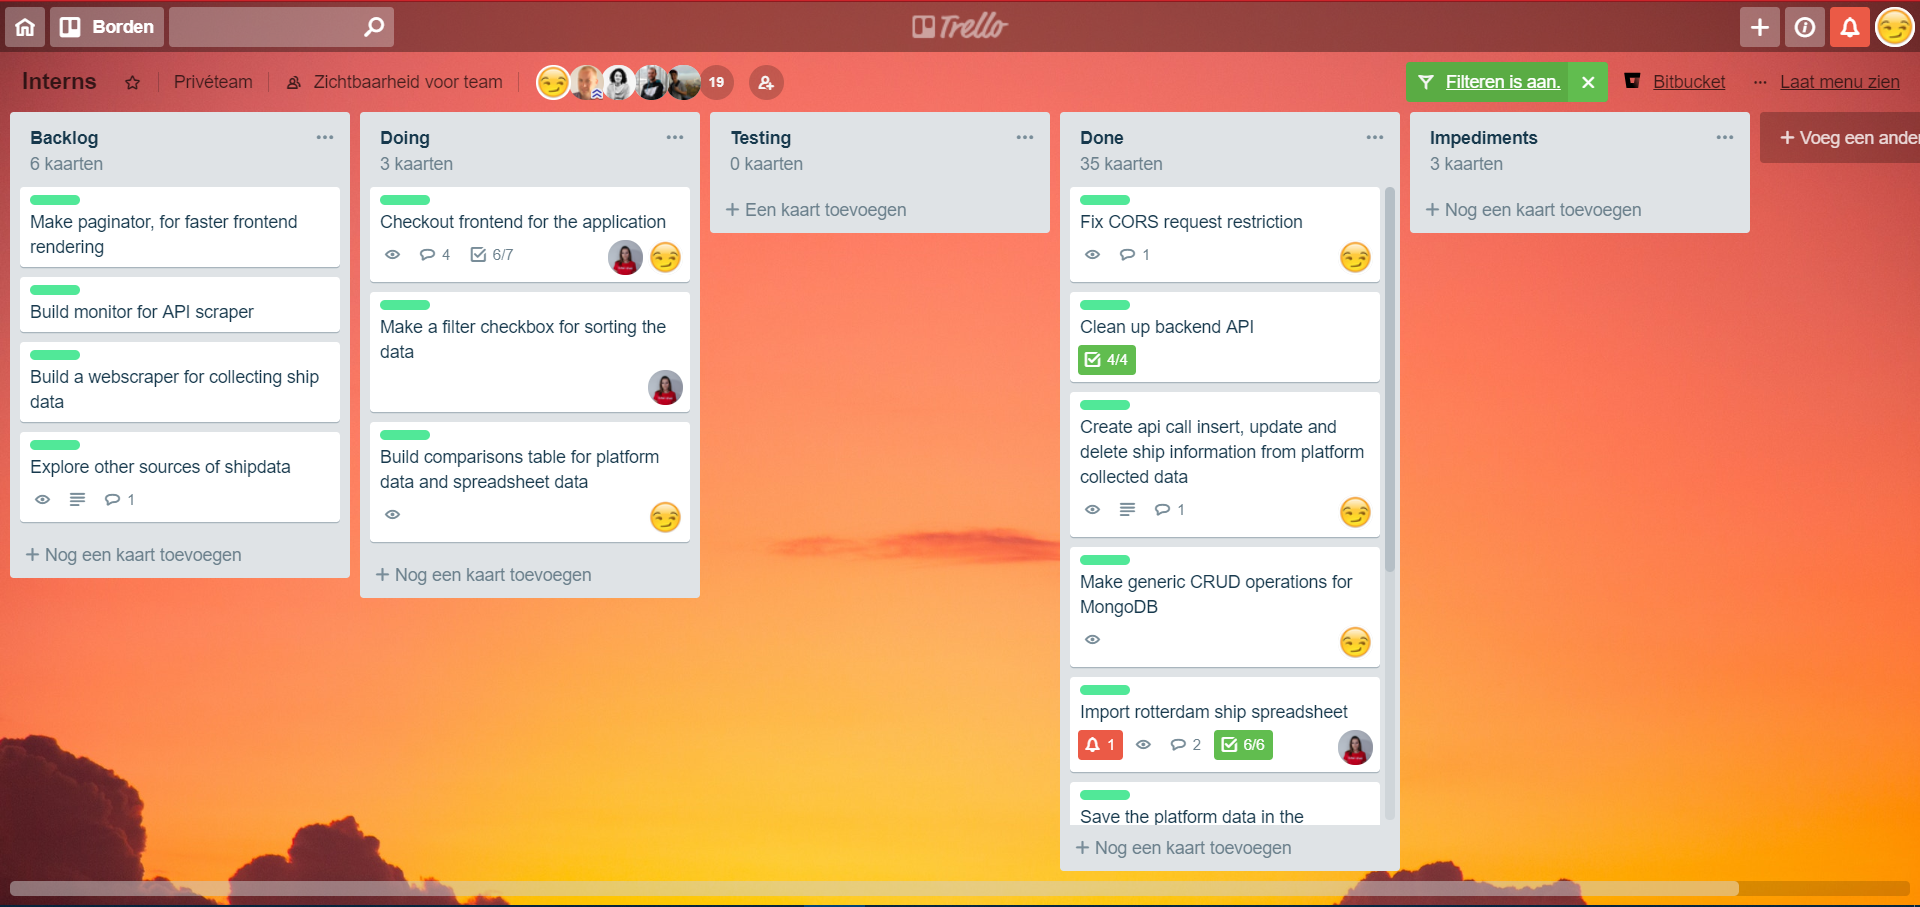 Borden
Trello
Interns
Privéteam
Zichtbaarheid voor team
19
Filteren is aan.
Bitbucket
Laat menu zien
Backlog
6 kaarten
Make paginator, for faster frontend
rendering
Build monitor for API scraper
Build a webscraper for collecting ship
data
Explore other sources of shipdata
1
+ Nog een kaart toevoegen
Doing
3 kaarten
Checkout frontend for the application
4
6/7
Make a filter checkbox for sorting the
data
Build comparisons table for platform
data and spreadsheet data
+ Nog een kaart toevoegen
Testing
0 kaarten
+ Een kaart toevoegen
Done
35 kaarten
Fix CORS request restriction
1
Clean up backend API
4/4
Create api call insert, update and
delete ship information from platform
collected data
1
Make generic CRUD operations for
MongoDB
Import rotterdam ship spreadsheet
1
2
6/6
Save the platform data in the
+ Nog een kaart toevoegen
Impediments
3 kaarten
+ Nog een kaart toevoegen
+ Voeg een ander